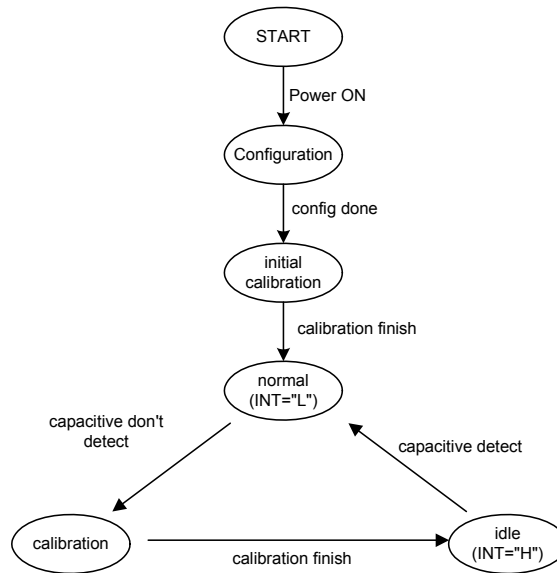 START
Power ON
Configuration
config done
initial
calibration
calibration finish
normal
(INT="L")
capacitive don't
detect
capacitive detect
calibration
calibration finish
idle
(INT="H")